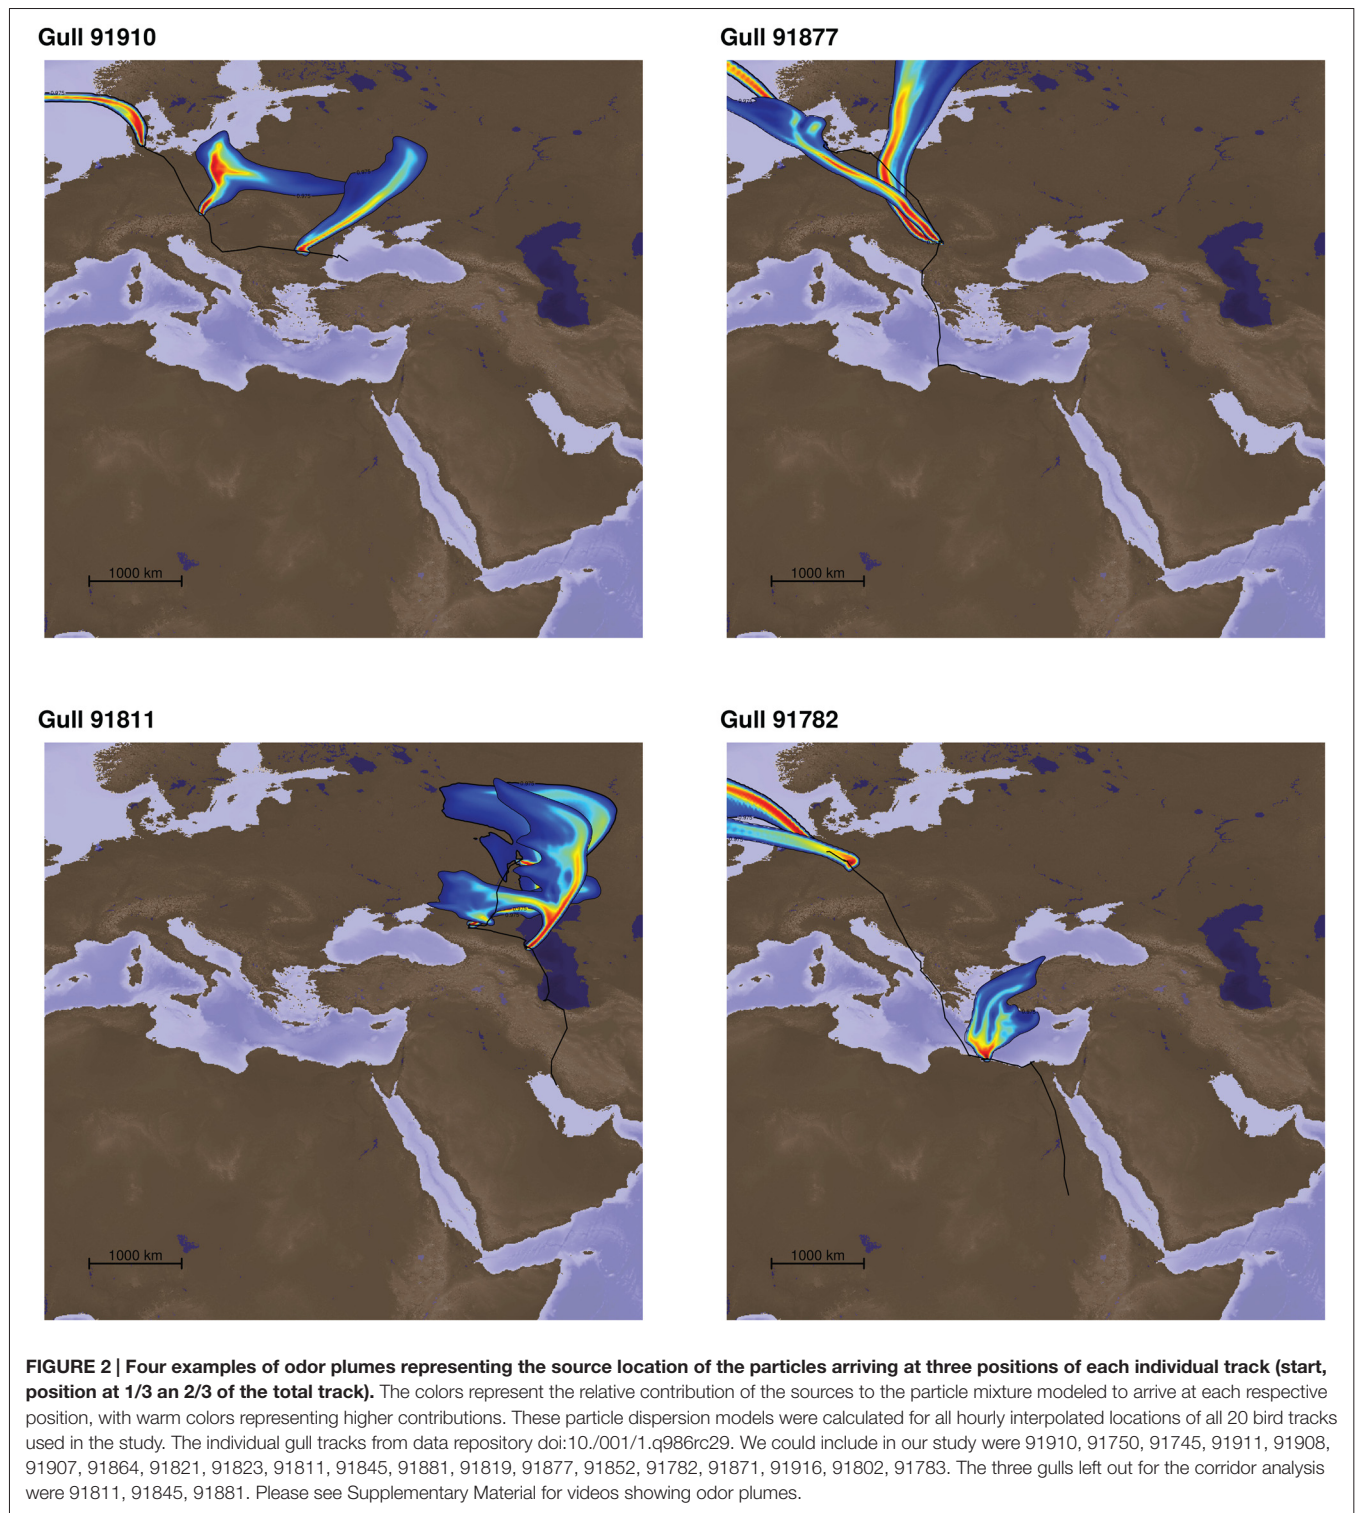 Gull 91910
Gull 91877
1000 km
1000 km
Gull 91811
Gull 91782
1000 km
1000 km
FIGURE 2 | Four examples of odor plumes representing the source location of the particles arriving at three positions of each individual track (start,
position at 1/3 an 2/3 of the total track). The colors represent the relative contribution of the sources to the particle mixture modeled to arrive at each respective
position, with warm colors representing higher contributions. These particle dispersion models were calculated for all hourly interpolated locations of all 20 bird tracks
used in the study. The individual gull tracks from data repository doi:10./001/1.q986rc29. We could include in our study were 91910, 91750, 91745, 91911, 91908,
91907, 91864, 91821, 91823, 91811, 91845, 91881, 91819, 91877, 91852, 91782, 91871, 91916, 91802, 91783. The three gulls left out for the corridor analysis
were 91811, 91845, 91881. Please see Supplementary Material for videos showing odor plumes.